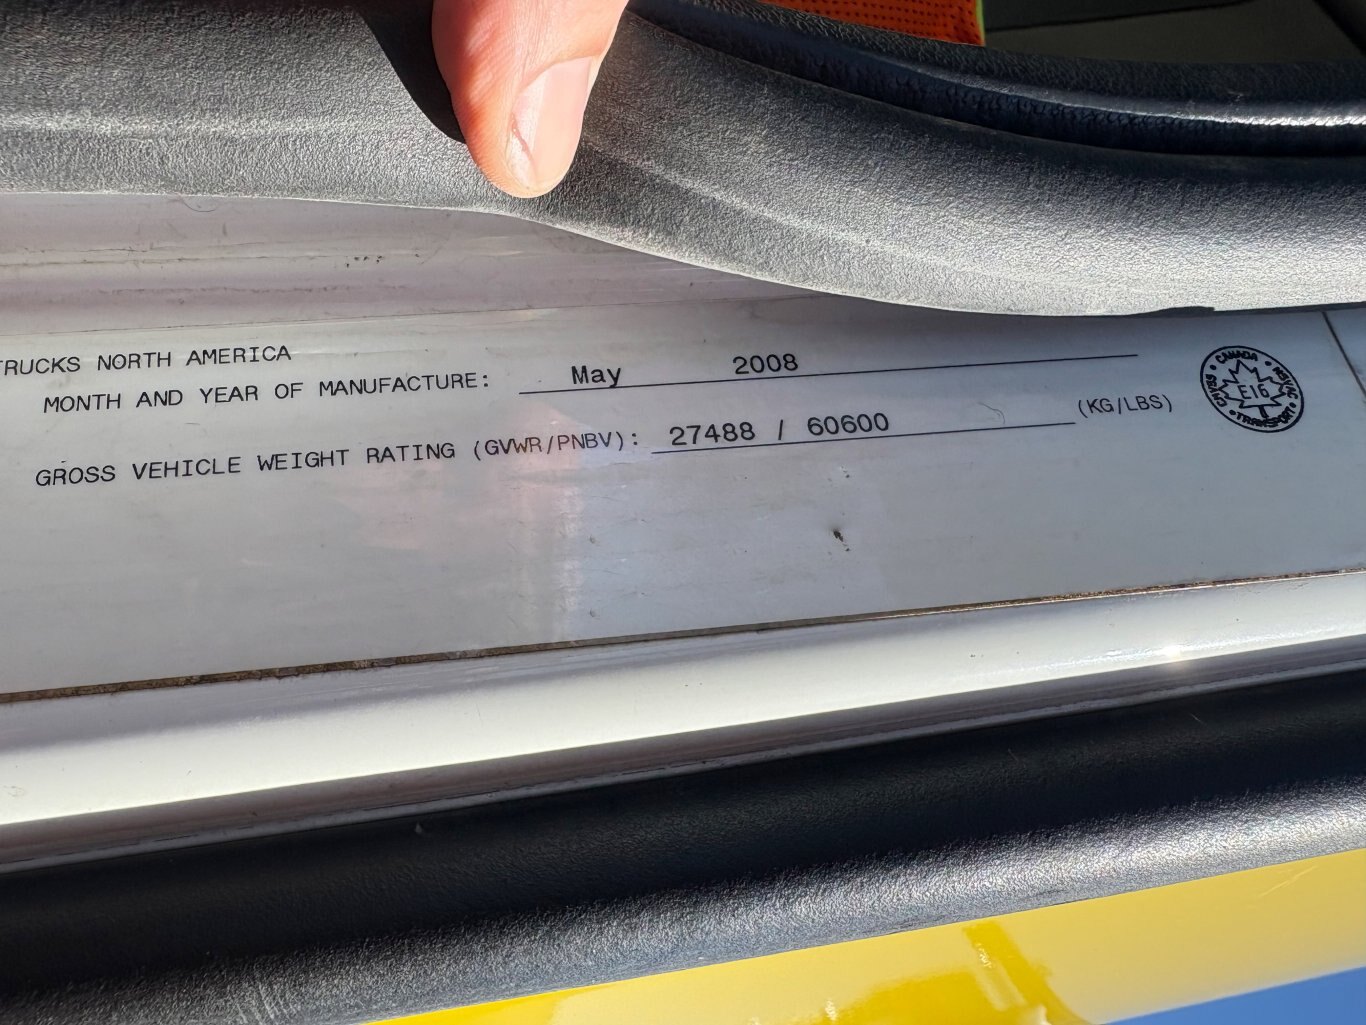 TRUCKS NORTH AMERICA
MONTH AND YEAR OF MANUFACTURE: May 2008
GROSS VEHICLE WEIGHT RATING (GVWR/PNBV): 27488 / 60600 (KG/LBS)
CANADA
E16
TRANSPORT